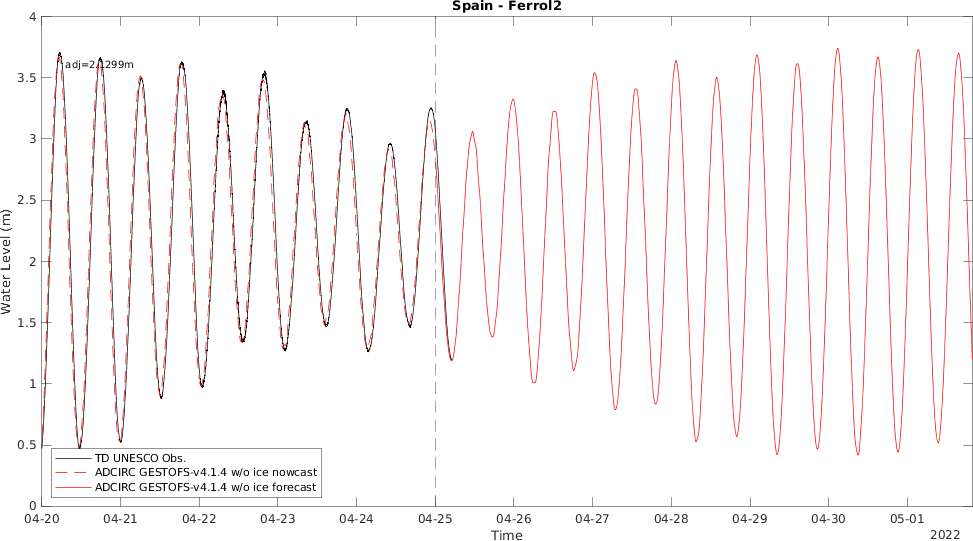 Spain - Ferrol2
adj=2.1299m
Water Level (m)
4
3.5
3
2.5
2
1.5
1
0.5
0
TD UNESCO Obs.
ADCIRC GESTOFS-v4.1.4 w/o ice nowcast
ADCIRC GESTOFS-v4.1.4 w/o ice forecast
04-20 04-21 04-22 04-23 04-24 04-25 04-26 04-27 04-28 04-29 04-30 05-01
Time
2022